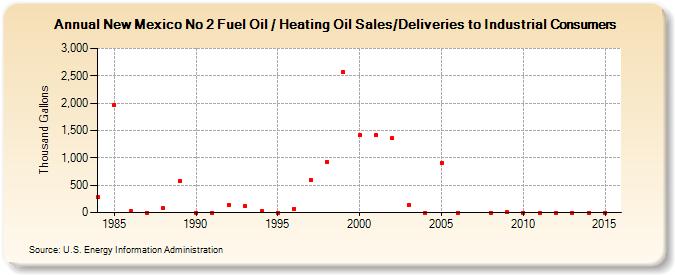 Annual New Mexico No 2 Fuel Oil / Heating Oil Sales/Deliveries to Industrial Consumers
Thousand Gallons
3,000
2,500
2,000
1,500
1,000
500
0
1985 1990 1995 2000 2005 2010 2015
Source: U.S. Energy Information Administration